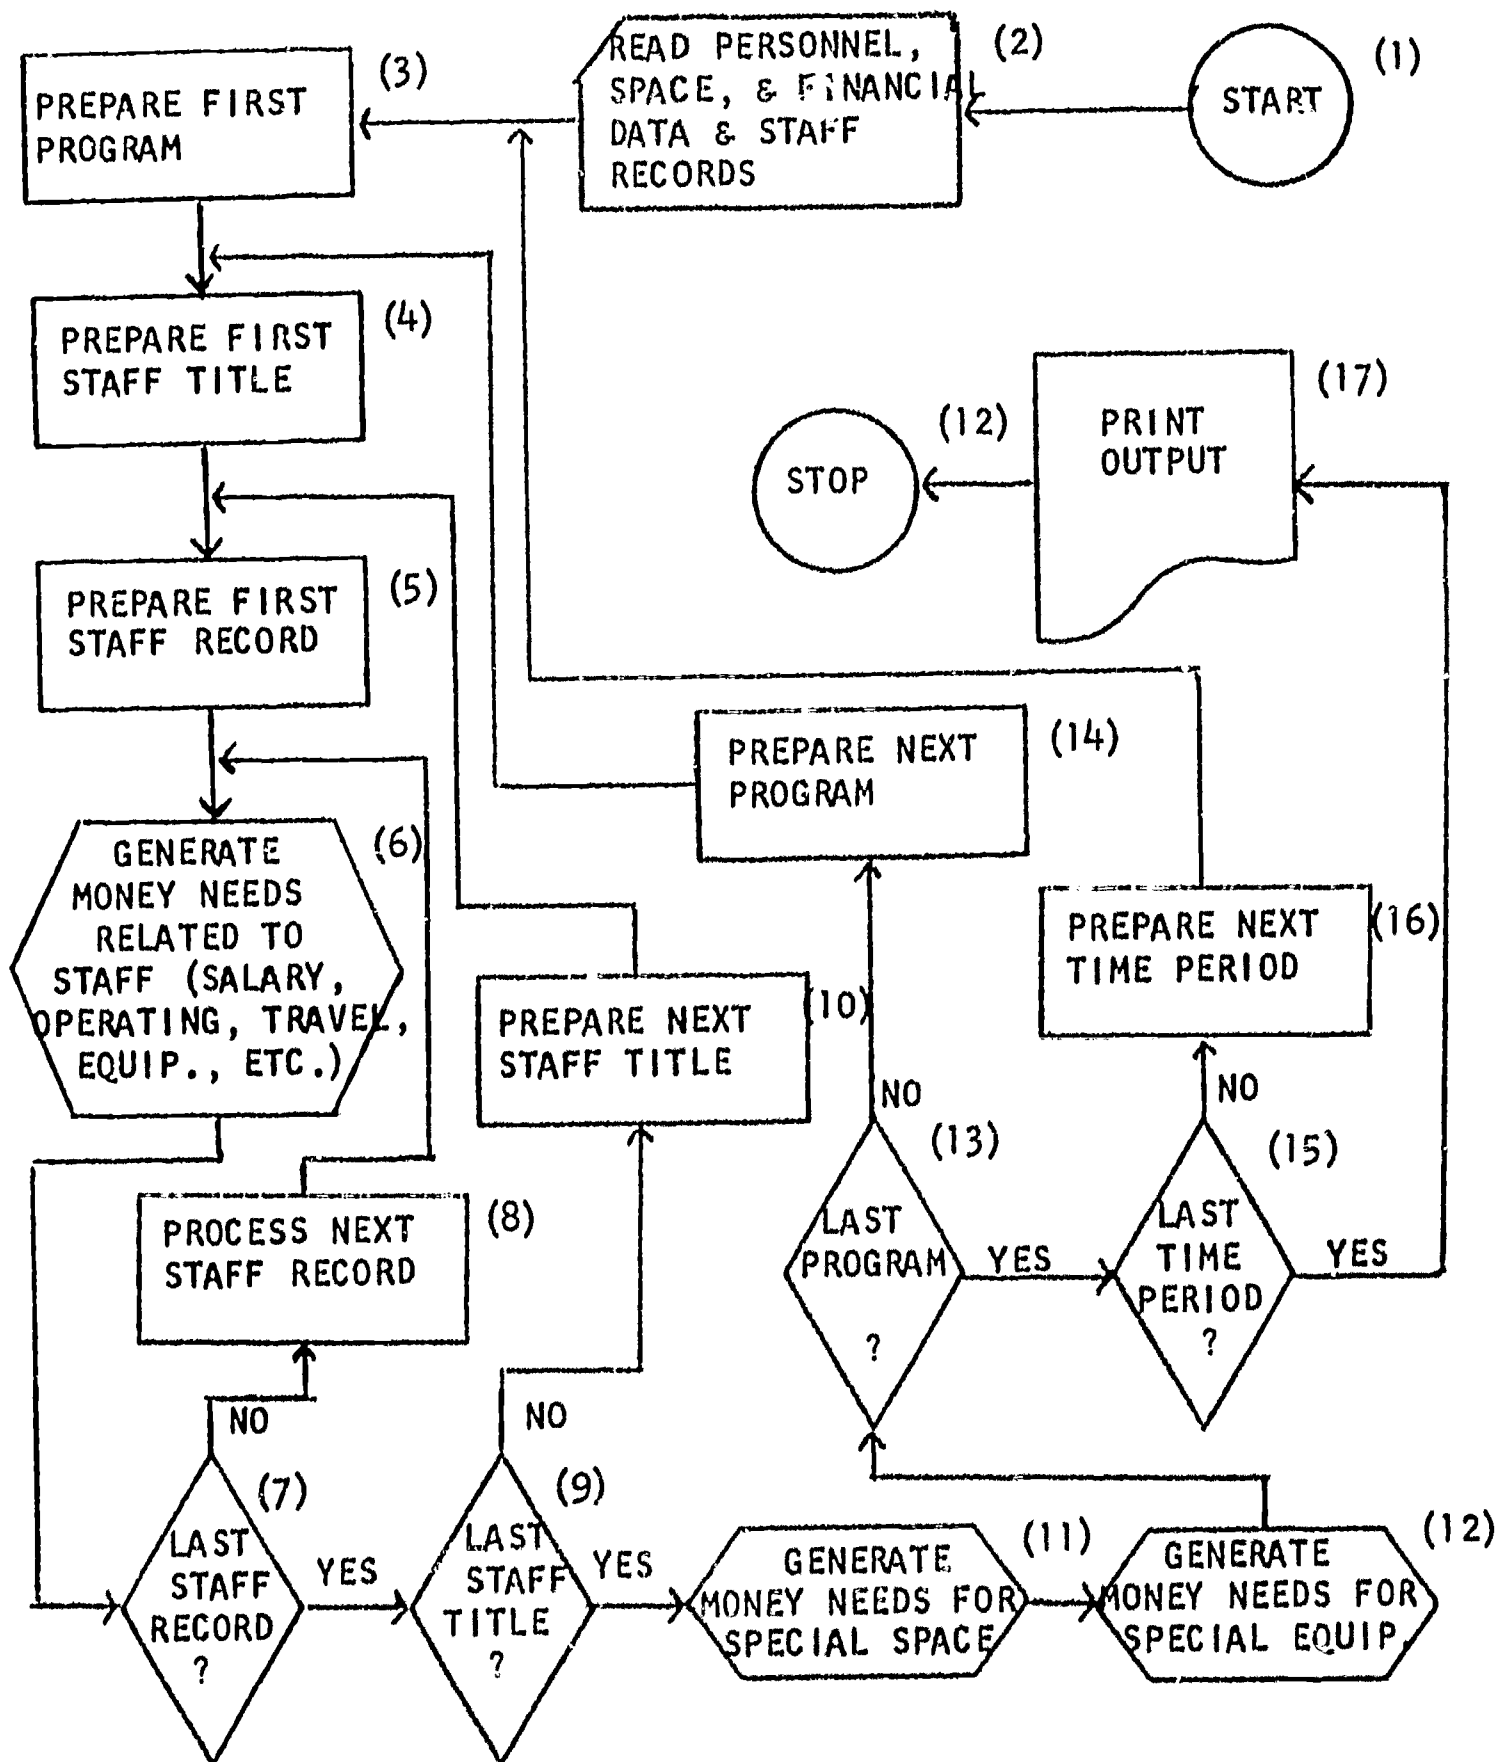 START
(1)
READ PERSONNEL,
SPACE, & FINANCIAL
DATA & STAFF
RECORDS
(2)
PREPARE FIRST
PROGRAM
(3)
PREPARE FIRST
STAFF TITLE
(4)
PREPARE FIRST
STAFF RECORD
(5)
GENERATE
MONEY NEEDS
RELATED TO
STAFF (SALARY,
OPERATING, TRAVEL,
EQUIP., ETC.)
(6)
LAST
STAFF
RECORD
?
(7)
NO
YES
PROCESS NEXT
STAFF RECORD
(8)
LAST
STAFF
TITLE
?
(9)
NO
YES
PREPARE NEXT
STAFF TITLE
(10)
GENERATE
MONEY NEEDS FOR
SPECIAL SPACE
(11)
GENERATE
MONEY NEEDS FOR
SPECIAL EQUIP.
(12)
LAST
PROGRAM
?
(13)
NO
YES
PREPARE NEXT
PROGRAM
(14)
LAST
TIME
PERIOD
?
(15)
NO
YES
PREPARE NEXT
TIME PERIOD
(16)
PRINT
OUTPUT
(17)
STOP
(12)